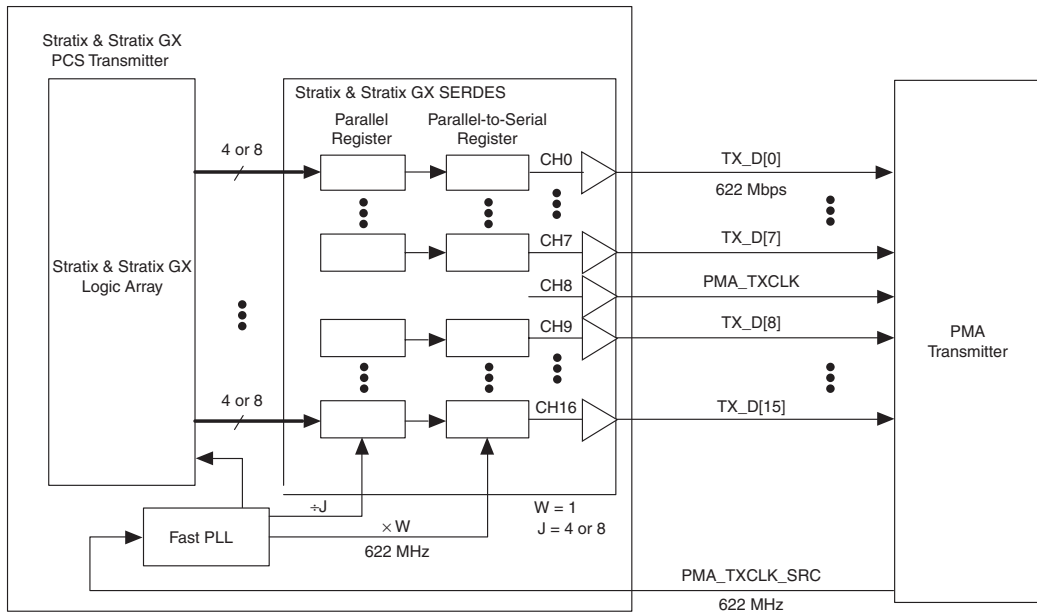 Stratix & Stratix GX
PCS Transmitter
Stratix & Stratix GX SERDES
Parallel
Register
Parallel-to-Serial
Register
4 or 8
CH0
TX_D[0]
622 Mbps
CH7
TX_D[7]
Stratix & Stratix GX
Logic Array
CH8
PMA_TXCLK
CH9
TX_D[8]
PMA
Transmitter
4 or 8
CH16
TX_D[15]
÷J
W = 1
J = 4 or 8
Fast PLL
× W
622 MHz
PMA_TXCLK_SRC
622 MHz